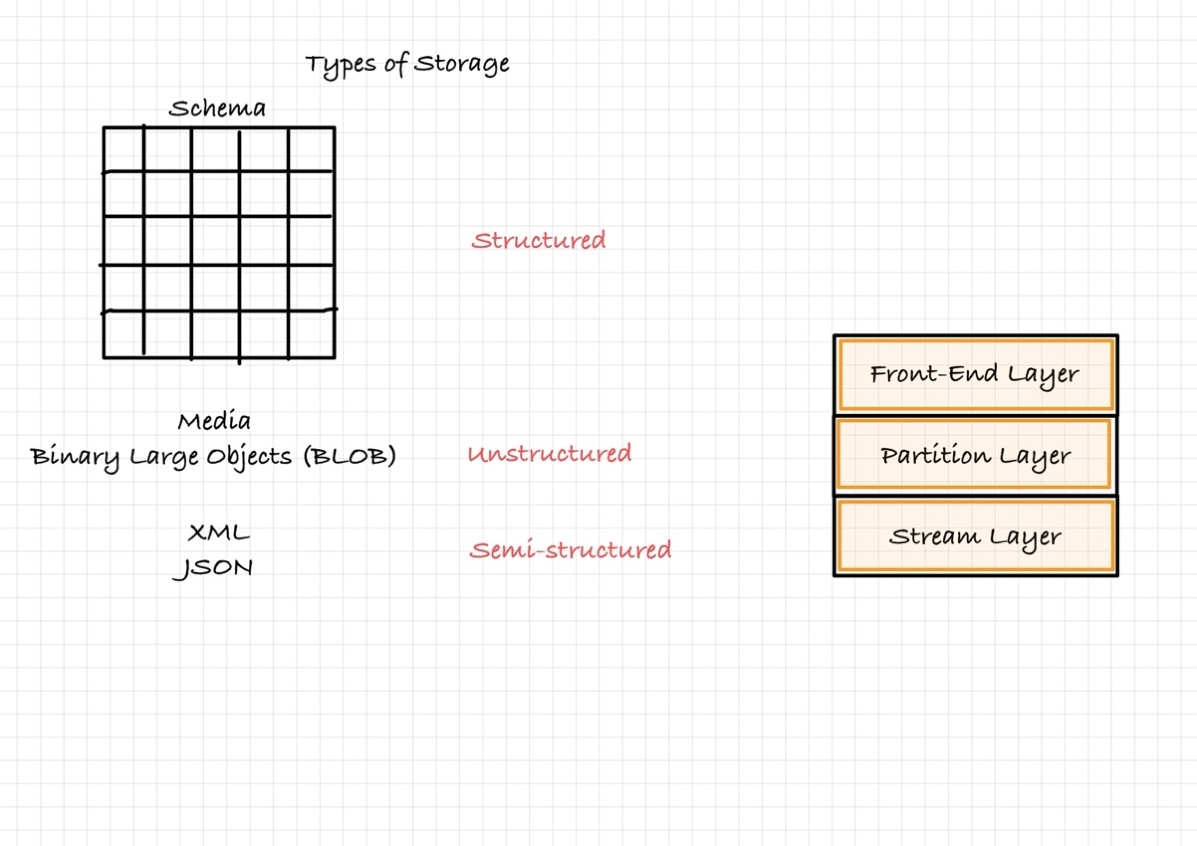 Types of Storage
Schema
Structured
Media
Binary Large Objects (BLOB)
Unstructured
XML
JSON
Semi-structured
Front-End Layer
Partition Layer
Stream Layer